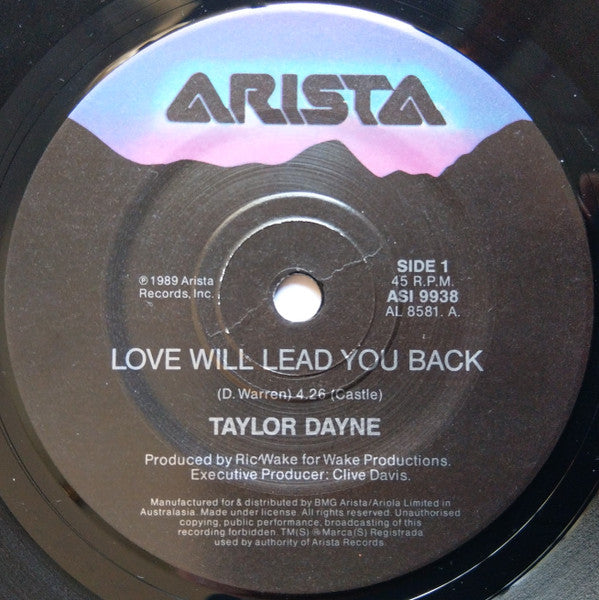 ARISTA
SIDE 1
45 R.P.M.
ASI 9938
AL 8581. A.
℗ 1989 Arista
Records, Inc.
LOVE WILL LEAD YOU BACK
(D. Warren) 4.26 (Castle)
TAYLOR DAYNE
Produced by Ric Wake for Wake Productions.
Executive Producer: Clive Davis.
Manufactured for & distributed by BMG Arista/Ariola Limited in
Australasia. Made under license. All rights reserved. Unauthorised
copying, public performance, broadcasting of this
recording forbidden. TM(S) ® Marca(S) Registrada
used by authority of Arista Records.